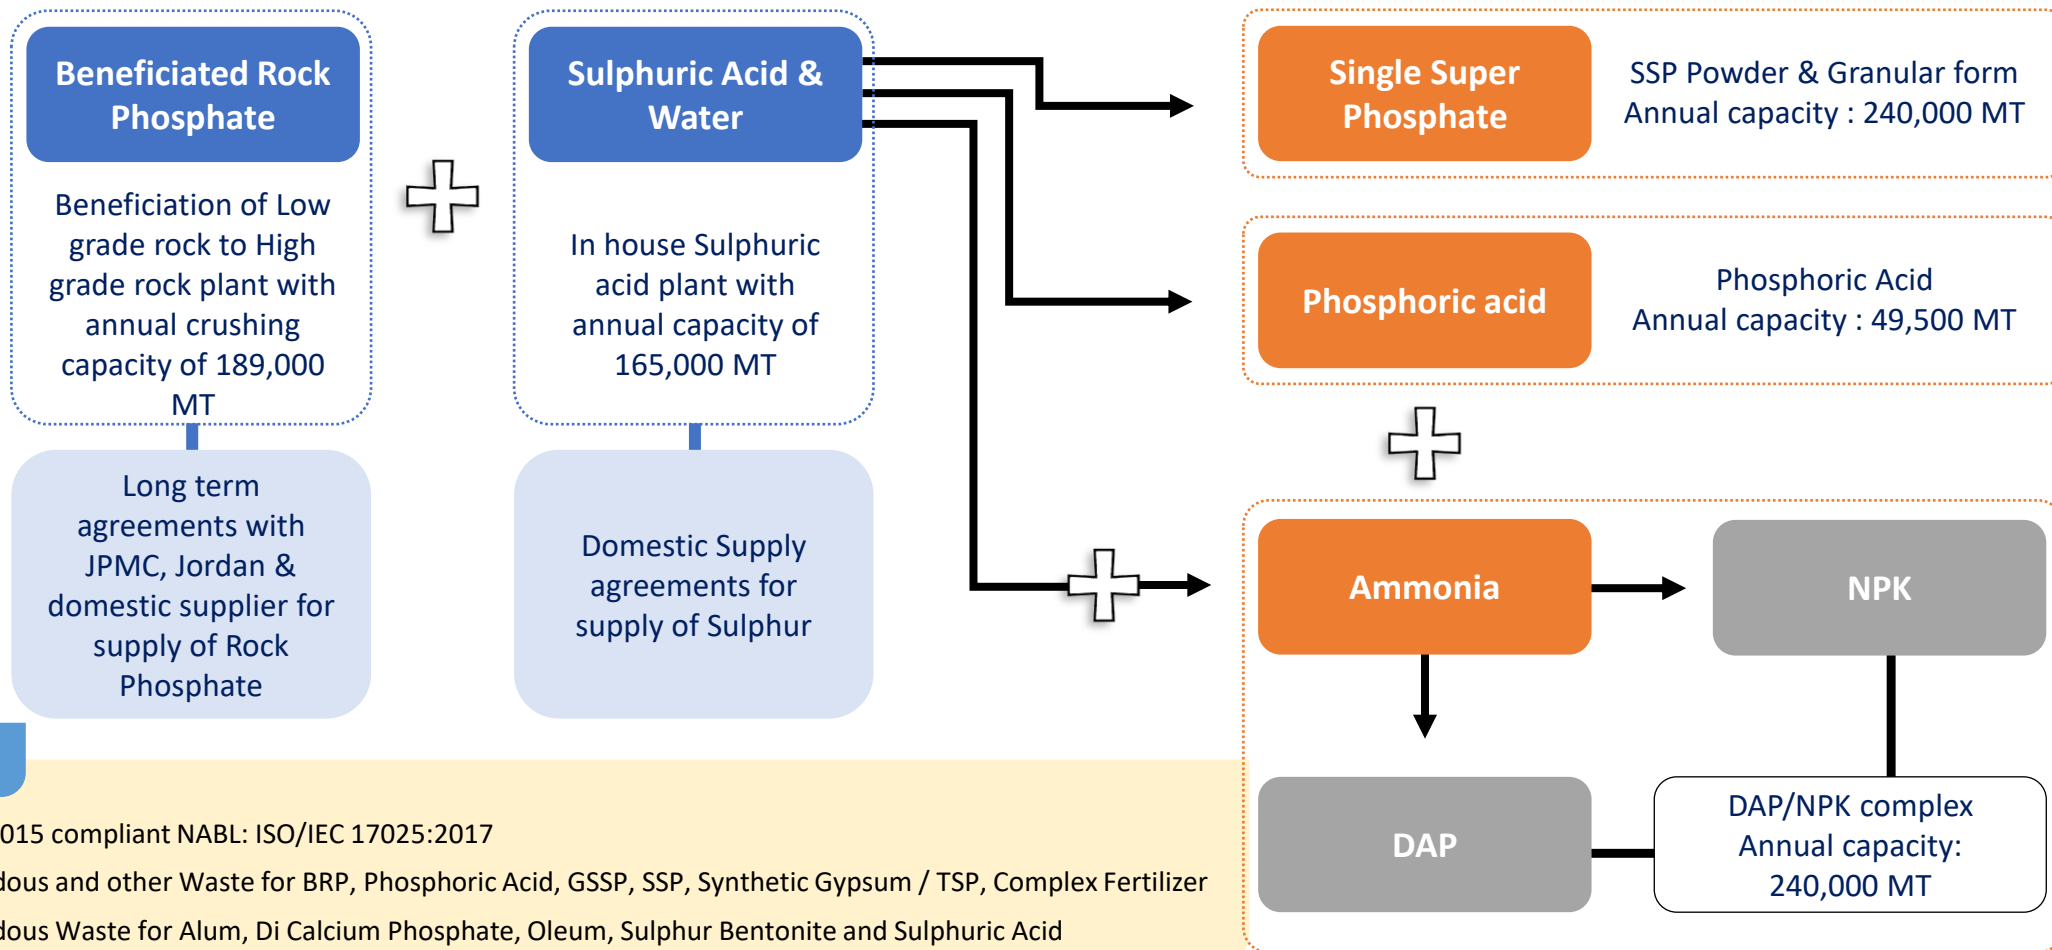 Beneficiated Rock
Phosphate
Beneficiation of Low
grade rock to High
grade rock plant with
annual crushing
capacity of 189,000
MT
Long term
agreements with
JPMC, Jordan &
domestic supplier for
supply of Rock
Phosphate
Sulphuric Acid &
Water
In house Sulphuric
acid plant with
annual capacity of
165,000 MT
Domestic Supply
agreements for
supply of Sulphur
Single Super
Phosphate
SSP Powder & Granular form
Annual capacity : 240,000 MT
Phosphoric acid
Phosphoric Acid
Annual capacity : 49,500 MT
Ammonia
NPK
DAP
DAP/NPK complex
Annual capacity:
240,000 MT
015 compliant NABL: ISO/IEC 17025:2017
dous and other Waste for BRP, Phosphoric Acid, GSSP, SSP, Synthetic Gypsum / TSP, Complex Fertilizer
dous Waste for Alum, Di Calcium Phosphate, Oleum, Sulphur Bentonite and Sulphuric Acid